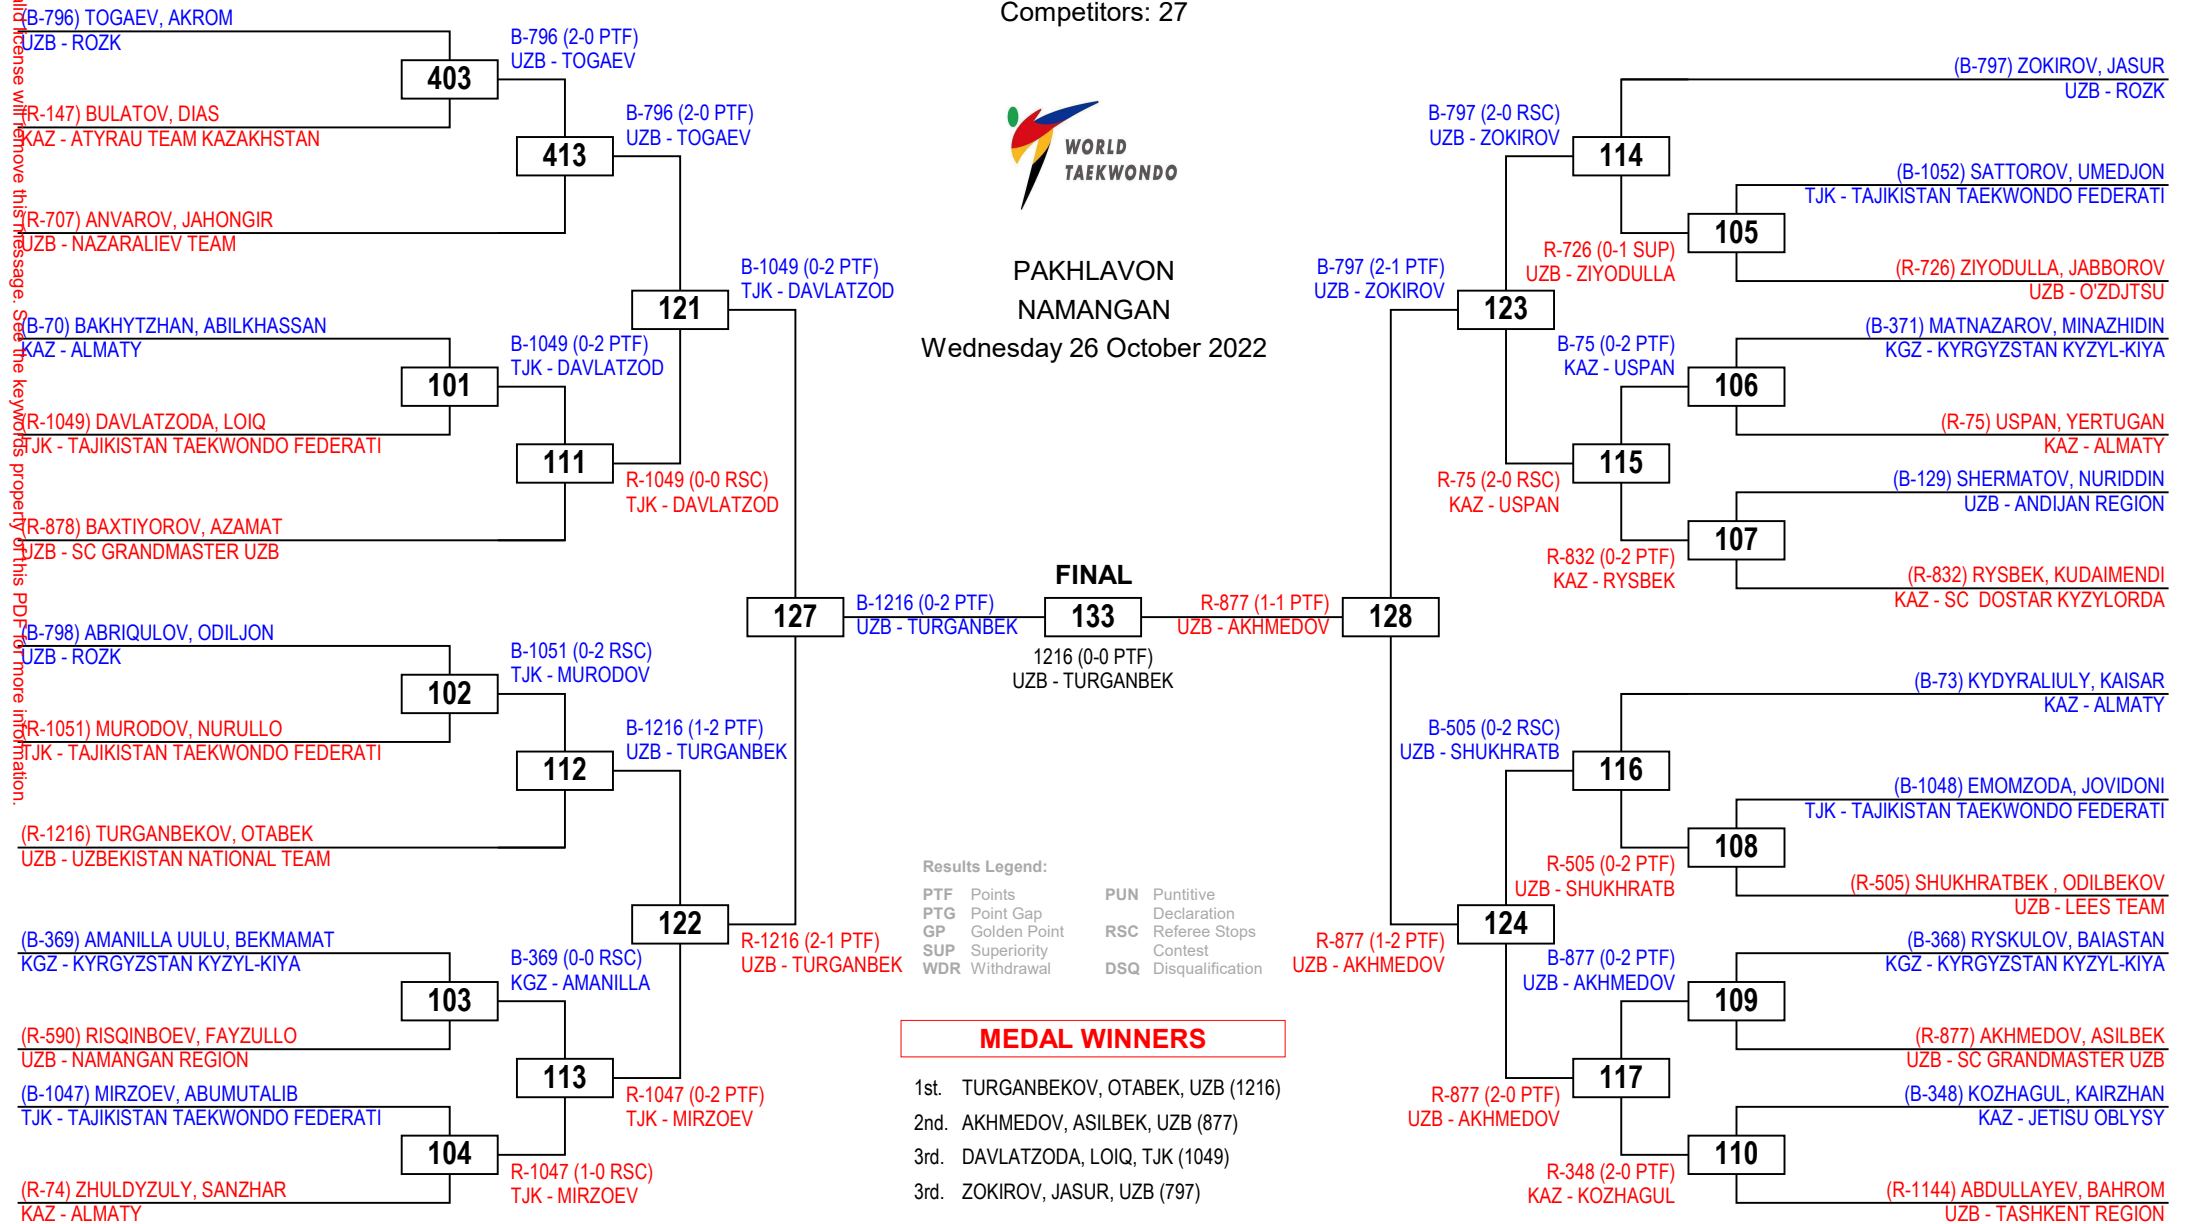 Competitors: 27
WORLD
TAEKWONDO
PAKHLAVON
NAMANGAN
Wednesday 26 October 2022
lid license will remove this message. See the keywords property of this PDF for more information.
(B-796) TOGAEV, AKROM
UZB - ROZK
(R-147) BULATOV, DIAS
KAZ - ATYRAU TEAM KAZAKHSTAN
(R-707) ANVAROV, JAHONGIR
UZB - NAZARALIEV TEAM
(B-70) BAKHYTZHAN, ABILKHASSAN
KAZ - ALMATY
(R-1049) DAVLATZODA, LOIQ
TJK - TAJIKISTAN TAEKWONDO FEDERATI
(R-878) BAXTIYOROV, AZAMAT
UZB - SC GRANDMASTER UZB
(B-798) ABRIQULOV, ODILJON
UZB - ROZK
(R-1051) MURODOV, NURULLO
TJK - TAJIKISTAN TAEKWONDO FEDERATI
(R-1216) TURGANBEKOV, OTABEK
UZB - UZBEKISTAN NATIONAL TEAM
(B-369) AMANILLA UULU, BEKMAMAT
KGZ - KYRGYZSTAN KYZYL-KIYA
(R-590) RISQINBOEV, FAYZULLO
UZB - NAMANGAN REGION
(B-1047) MIRZOEV, ABUMUTALIB
TJK - TAJIKISTAN TAEKWONDO FEDERATI
(R-74) ZHULDYZULY, SANZHAR
KAZ - ALMATY
403
B-796 (2-0 PTF)
UZB - TOGAEV
101
B-1049 (0-2 PTF)
TJK - DAVLATZOD
102
B-1051 (0-2 RSC)
TJK - MURODOV
103
B-369 (0-0 RSC)
KGZ - AMANILLA
104
R-1047 (1-0 RSC)
TJK - MIRZOEV
413
B-796 (2-0 PTF)
UZB - TOGAEV
111
R-1049 (0-0 RSC)
TJK - DAVLATZOD
112
B-1216 (1-2 PTF)
UZB - TURGANBEK
113
R-1047 (0-2 PTF)
TJK - MIRZOEV
121
B-1049 (0-2 PTF)
TJK - DAVLATZOD
122
R-1216 (2-1 PTF)
UZB - TURGANBEK
127
B-1216 (0-2 PTF)
UZB - TURGANBEK
FINAL
133
1216 (0-0 PTF)
UZB - TURGANBEK
R-877 (1-1 PTF)
UZB - AKHMEDOV
128
B-797 (2-1 PTF)
UZB - ZOKIROV
123
R-877 (1-2 PTF)
UZB - AKHMEDOV
124
B-797 (2-0 RSC)
UZB - ZOKIROV
114
R-75 (2-0 RSC)
KAZ - USPAN
115
B-505 (0-2 RSC)
UZB - SHUKHRATB
116
R-877 (2-0 PTF)
UZB - AKHMEDOV
117
R-726 (0-1 SUP)
UZB - ZIYODULLA
105
B-75 (0-2 PTF)
KAZ - USPAN
106
R-832 (0-2 PTF)
KAZ - RYSBEK
107
R-505 (0-2 PTF)
UZB - SHUKHRATB
108
B-877 (0-2 PTF)
UZB - AKHMEDOV
109
R-348 (2-0 PTF)
KAZ - KOZHAGUL
110
(B-797) ZOKIROV, JASUR
UZB - ROZK
(B-1052) SATTOROV, UMEDJON
TJK - TAJIKISTAN TAEKWONDO FEDERATI
(R-726) ZIYODULLA, JABBOROV
UZB - O'ZDJTSU
(B-371) MATNAZAROV, MINAZHIDIN
KGZ - KYRGYZSTAN KYZYL-KIYA
(R-75) USPAN, YERTUGAN
KAZ - ALMATY
(B-129) SHERMATOV, NURIDDIN
UZB - ANDIJAN REGION
(R-832) RYSBEK, KUDAIMENDI
KAZ - SC DOSTAR KYZYLORDA
(B-73) KYDYRALIULY, KAISAR
KAZ - ALMATY
(B-1048) EMOMZODA, JOVIDONI
TJK - TAJIKISTAN TAEKWONDO FEDERATI
(R-505) SHUKHRATBEK , ODILBEKOV
UZB - LEES TEAM
(B-368) RYSKULOV, BAIASTAN
KGZ - KYRGYZSTAN KYZYL-KIYA
(R-877) AKHMEDOV, ASILBEK
UZB - SC GRANDMASTER UZB
(B-348) KOZHAGUL, KAIRZHAN
KAZ - JETISU OBLYSY
(R-1144) ABDULLAYEV, BAHROM
UZB - TASHKENT REGION
Results Legend:
PTF Points
PTG Point Gap
GP Golden Point
SUP Superiority
WDR Withdrawal
PUN Puntitive
Declaration
RSC Referee Stops
Contest
DSQ Disqualification
MEDAL WINNERS
1st. TURGANBEKOV, OTABEK, UZB (1216)
2nd. AKHMEDOV, ASILBEK, UZB (877)
3rd. DAVLATZODA, LOIQ, TJK (1049)
3rd. ZOKIROV, JASUR, UZB (797)